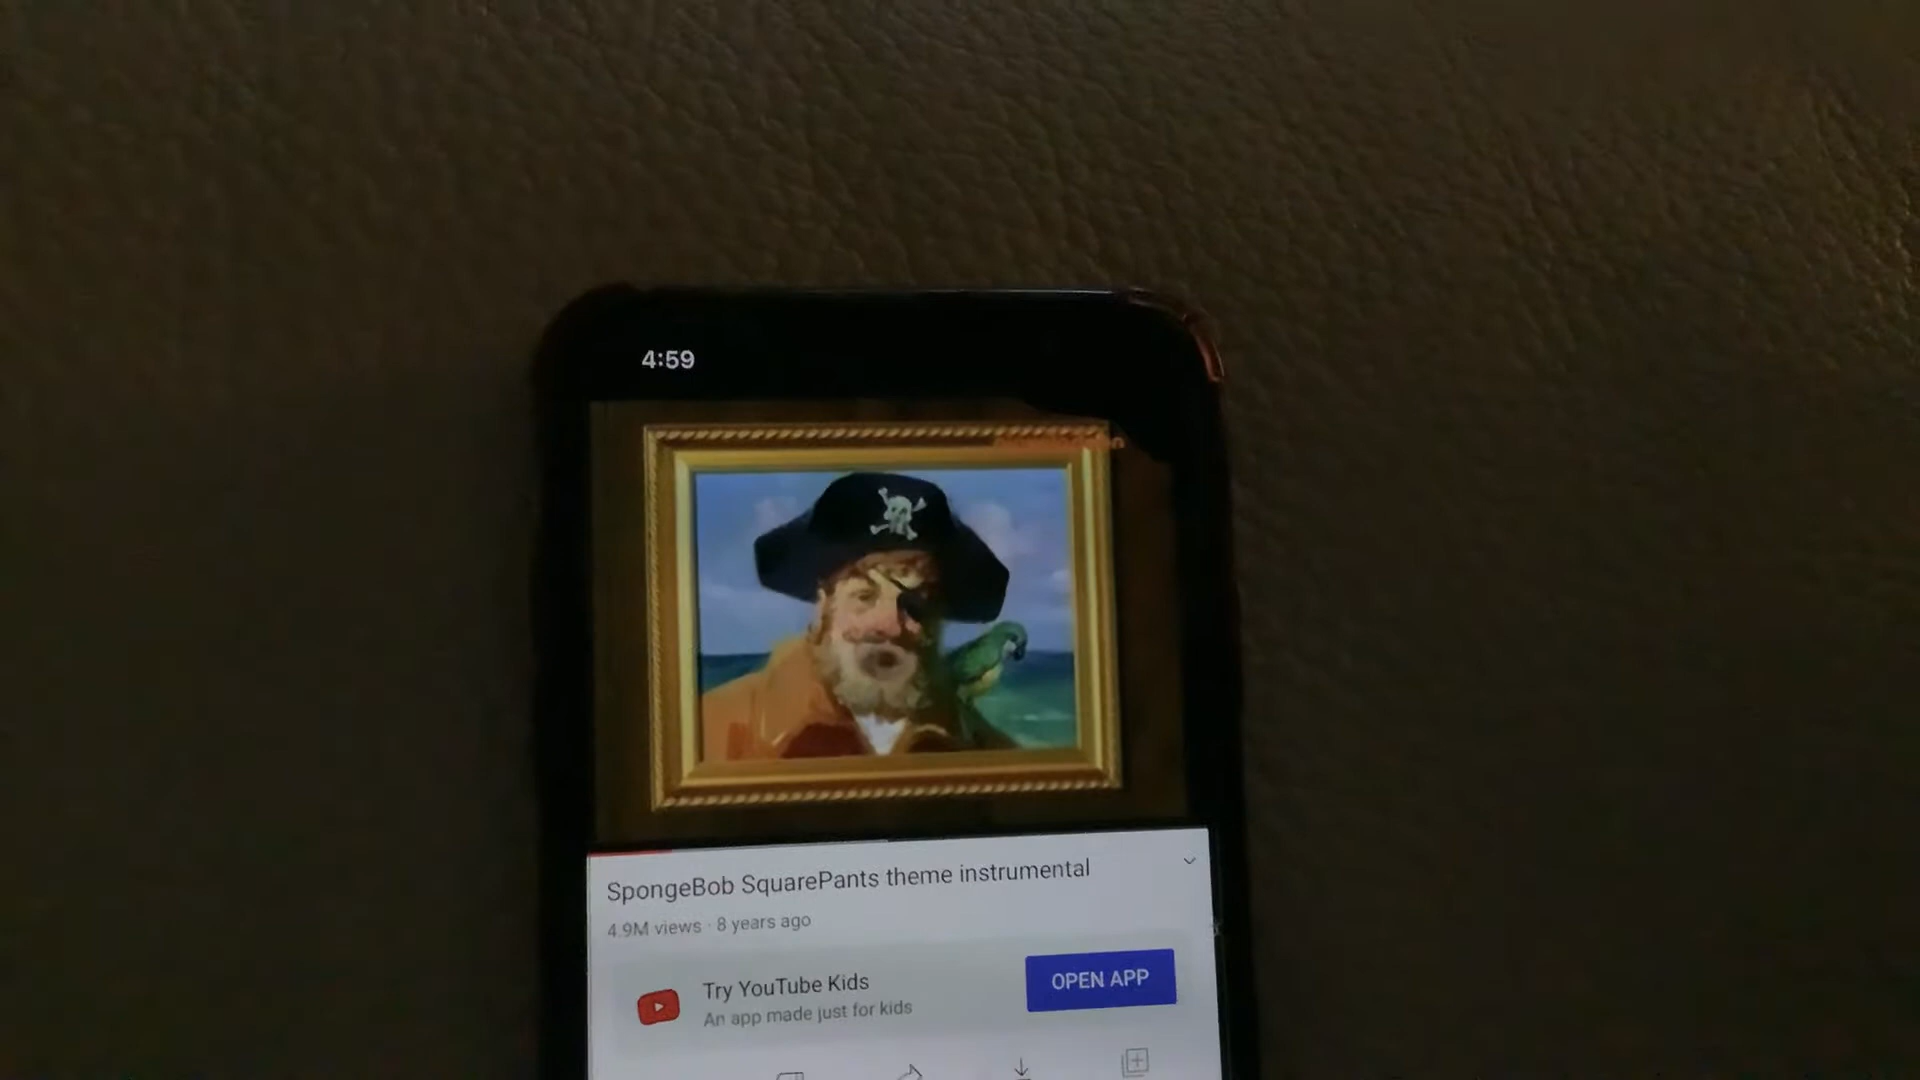 4:59
SpongeBob SquarePants theme instrumental
4.9M views · 8 years ago
Try YouTube Kids
An app made just for kids
OPEN APP